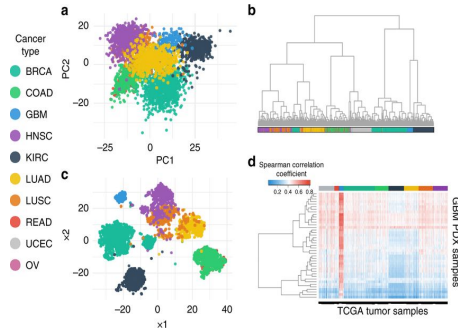 a
b
Cancer
type
BRCA
COAD
GBM
HNSC
KIRC
LUAD
LUSC
READ
UCEC
OV
PC2
20
0
−20
−25
0
25
PC1
c
d
x2
20
0
−20
−20
0
20
40
x1
Spearman correlation
coefficient
0.2 0.4 0.6 0.8
GBM PDX samples
TCGA tumor samples